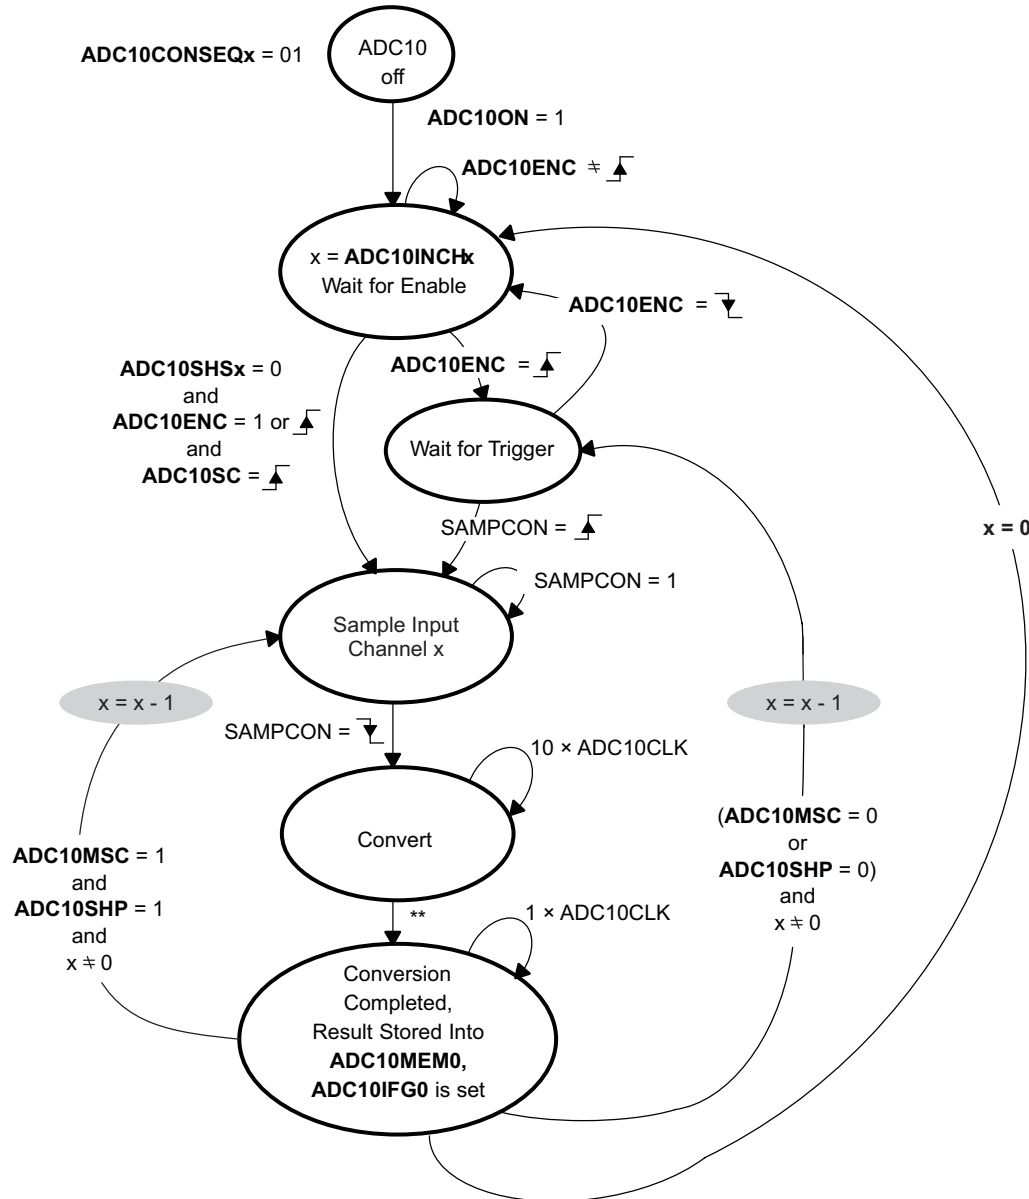 ADC10CONSEQx = 01
ADC10
off
ADC10ON = 1
ADC10ENC ≠
x = ADC10INCHx
Wait for Enable
ADC10ENC =
ADC10SHSx = 0
and
ADC10ENC = 1 or
and
ADC10SC =
ADC10ENC =
Wait for Trigger
x = 0
SAMPCON =
SAMPCON = 1
Sample Input
Channel x
x = x - 1
x = x - 1
SAMPCON =
10 × ADC10CLK
Convert
(ADC10MSC = 0
or
ADC10SHP = 0)
and
x ≠ 0
ADC10MSC = 1
and
ADC10SHP = 1
and
x ≠ 0
**
1 × ADC10CLK
Conversion
Completed,
Result Stored Into
ADC10MEM0,
ADC10IFG0 is set